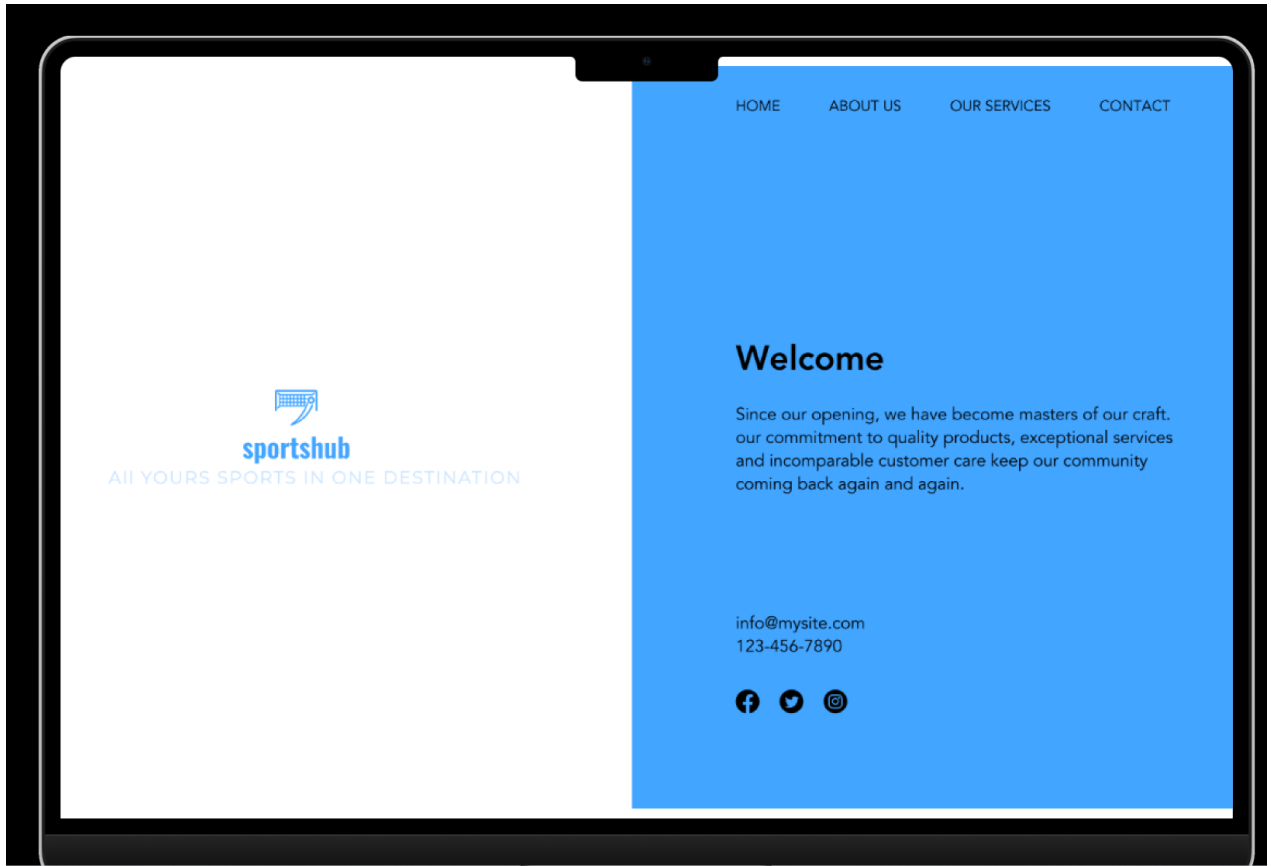 HOME ABOUT US OUR SERVICES CONTACT
sportshub
All YOURS SPORTS IN ONE DESTINATION
Welcome
Since our opening, we have become masters of our craft.
our commitment to quality products, exceptional services
and incomparable customer care keep our community
coming back again and again.
info@mysite.com
123-456-7890